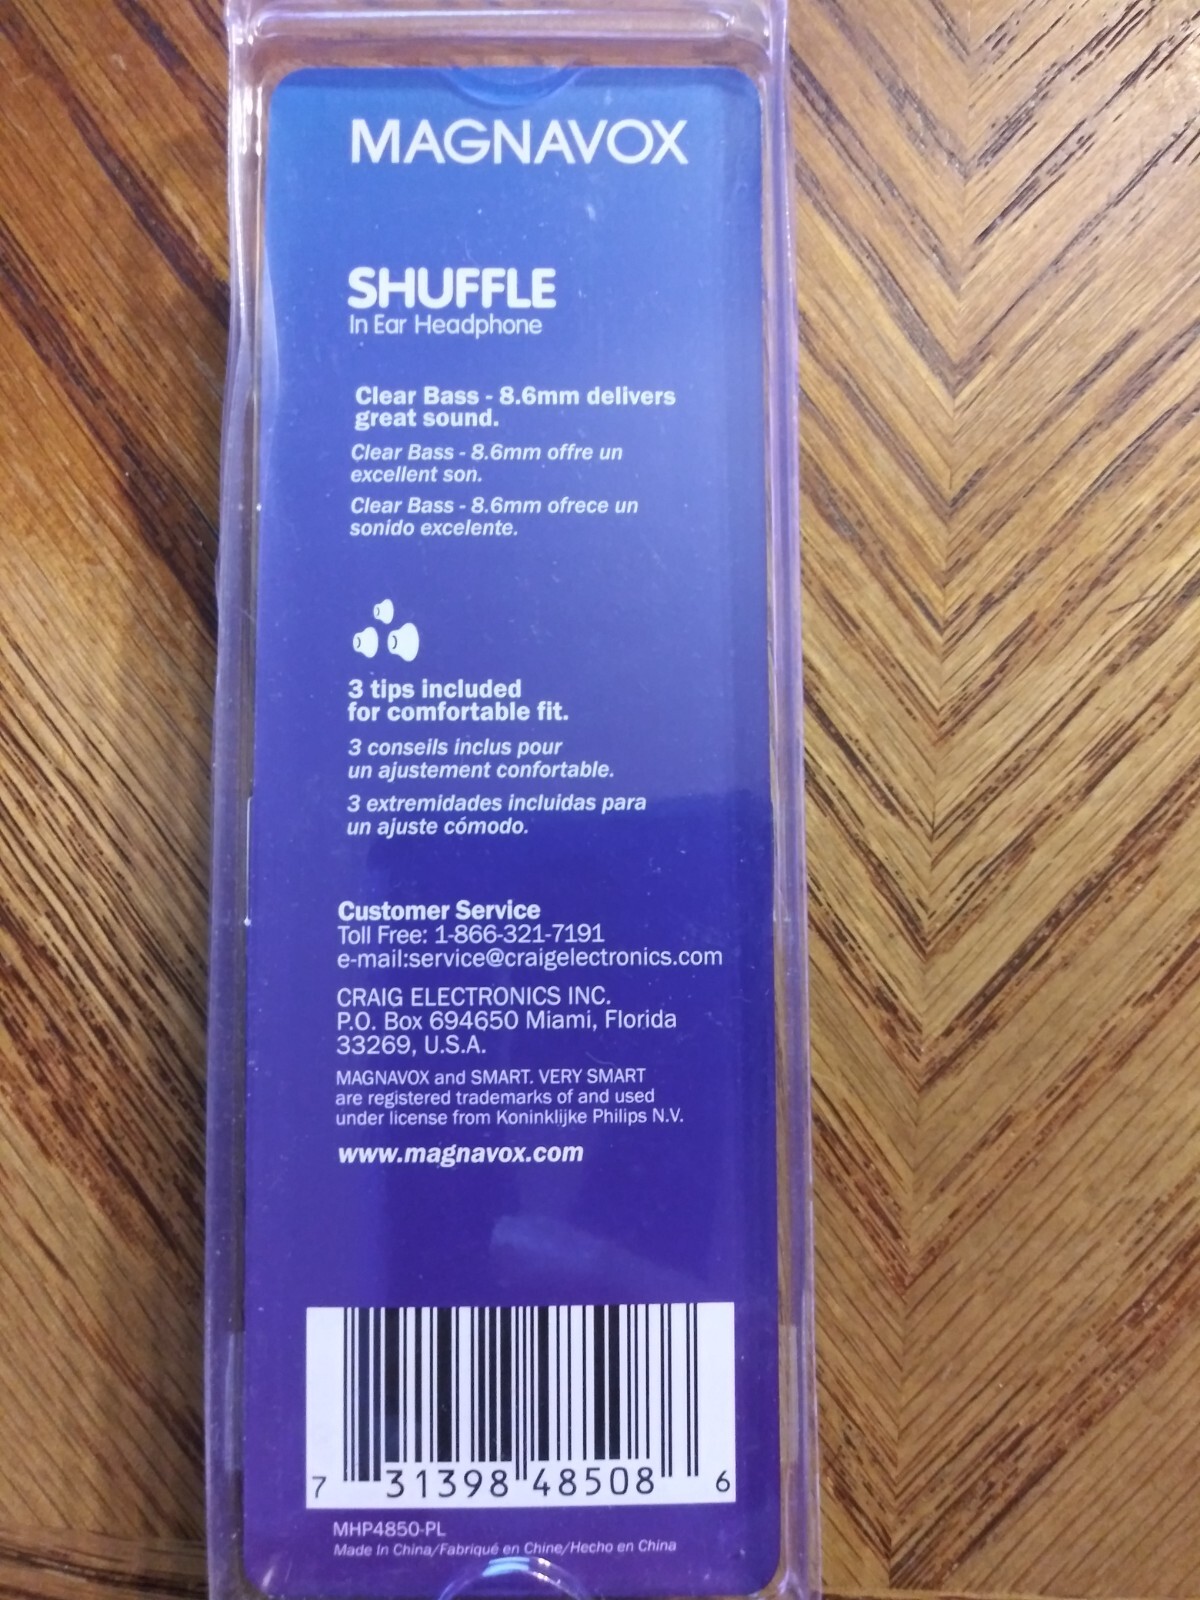 MAGNAVOX
SHUFFLE
In Ear Headphone
Clear Bass - 8.6mm delivers
great sound.
Clear Bass - 8.6mm offre un
excellent son.
Clear Bass - 8.6mm ofrece un
sonido excelente.
3 tips included
for comfortable fit.
3 conseils inclus pour
un ajustement confortable.
3 extremidades incluidas para
un ajuste cómodo.
Customer Service
Toll Free: 1-866-321-7191
e-mail:service@craigelectronics.com
CRAIG ELECTRONICS INC.
P.O. Box 694650 Miami, Florida
33269, U.S.A.
MAGNAVOX and SMART. VERY SMART
are registered trademarks of and used
under license from Koninklijke Philips N.V.
www.magnavox.com
7 31398 48508 6
MHP4850-PL
Made In China/Fabriqué en Chine/Hecho en China